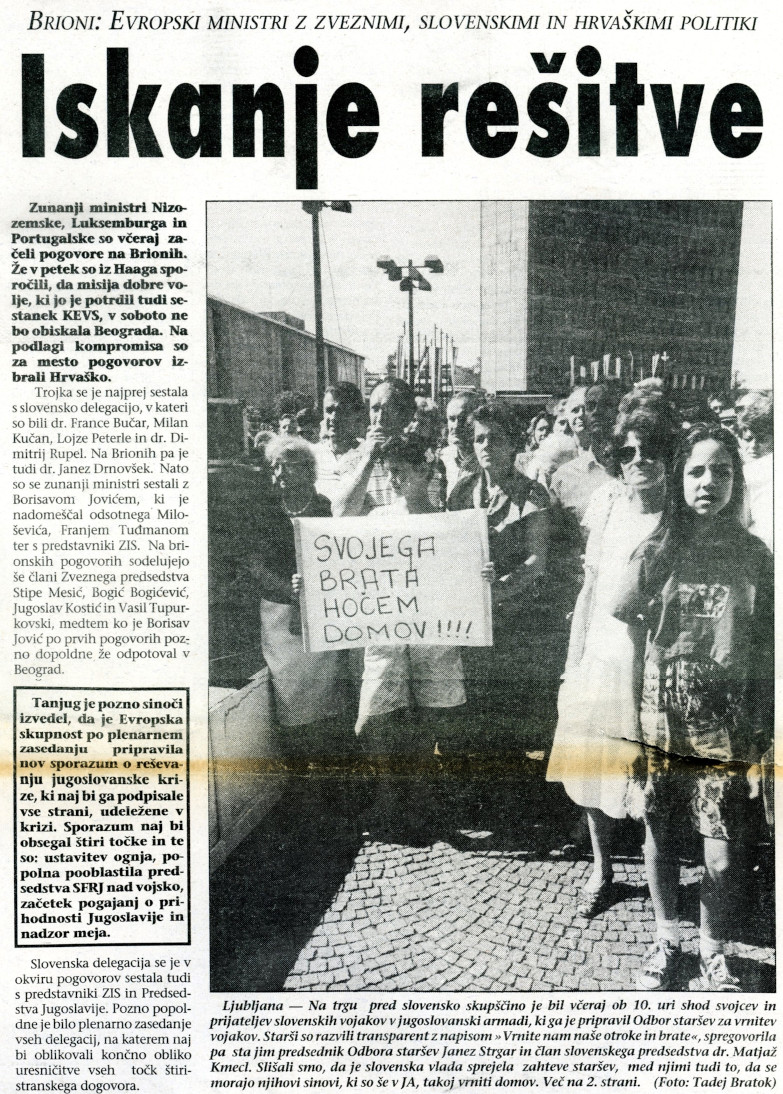 BRIONI: EVROPSKI MINISTRI Z ZVEZNIMI, SLOVENSKIMI IN HRVAŠKIMI POLITIKI
Iskanje rešitve
Zunanji ministri Nizo-
zemske, Luksemburga in
Portugalske so včeraj za-
čeli pogovore na Brionih.
Že v petek so iz Haaga spo-
ročili, da misija dobre vo-
lje, ki jo je potrdil tudi se-
stanek KEVS, v soboto ne
bo obiskala Beograda. Na
podlagi kompromisa so
za mesto pogovorov iz-
brali Hrvaško.
Trojka se je najprej sestala
s slovensko delegacijo, v kateri
so bili dr. France Bučar, Milan
Kučan, Lojze Peterle in dr. Di-
mitrij Rupel. Na Brionih pa je
tudi dr. Janez Drnovšek. Nato
so se zunanji ministri sestali z
Borisavom Jovićem, ki je
nadomeščal odsotnega Milo-
ševića, Franjem Tuđmanom
ter s predstavniki ZIS. Na bri-
onskih pogovorih sodelujejo
še člani Zveznega predsedstva
Stipe Mesić, Bogić Bogićević,
Jugoslav Kostić in Vasil Tupur-
kovski, medtem ko je Borisav
Jović po prvih pogovorih poz-
no dopoldne že odpotoval v
Beograd.
Tanjug je pozno sinoči
izvedel, da je Evropska
skupnost po plenarnem
zasedanju pripravila
nov sporazum o reševa-
nju jugoslovanske kri-
ze, ki naj bi ga podpisale
vse strani, udeležene v
krizi. Sporazum naj bi
obsegal štiri točke in te
so: ustavitev ognja, po-
polna pooblastila pred-
sedstva SFRJ nad vojsko,
začetek pogajanj o pri-
hodnosti Jugoslavije in
nadzor meja.
Slovenska delegacija se je v
okviru pogovorov sestala tudi
s predstavniki ZIS in Predsed-
stva Jugoslavije. Pozno popol-
dne je bilo plenarno zasedanje
vseh delegacij, na katerem naj
bi oblikovali končno obliko
uresničitve vseh točk štiri-
stranskega dogovora.
SVOJEGA
BRATA
HOČEM
DOMOV !!!!
Ljubljana — Na trgu pred slovensko skupščino je bil včeraj ob 10. uri shod svojcev in
prijateljev slovenskih vojakov v jugoslovanski armadi, ki ga je pripravil Odbor staršev za vrnitev
vojakov. Starši so razvili transparent z napisom »Vrnite nam naše otroke in brate«, spregovorila
pa sta jim predsednik Odbora staršev Janez Strgar in član slovenskega predsedstva dr. Matjaž
Kmecl. Slišali smo, da je slovenska vlada sprejela zahteve staršev, med njimi tudi to, da se
morajo njihovi sinovi, ki so še v JA, takoj vrniti domov. Več na 2. strani. (Foto: Tadej Bratok)